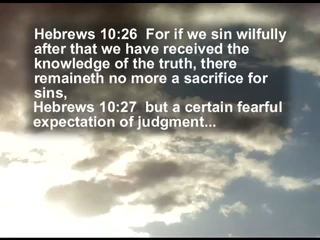 Hebrews 10:26  For if we sin wilfully
after that we have received the
knowledge of the truth, there
remaineth no more a sacrifice for
sins,
Hebrews 10:27  but a certain fearful
expectation of judgment...